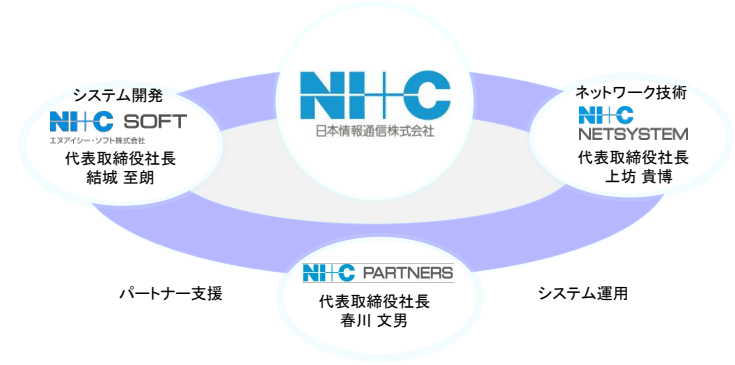 NI+C
日本情報通信株式会社
システム開発
NI+C SOFT
エヌアイシー・ソフト株式会社
代表取締役社長
結城 至朗
ネットワーク技術
NI+C
NETSYSTEM
代表取締役社長
上坊 貴博
NI+C PARTNERS
代表取締役社長
春川 文男
パートナー支援
システム運用